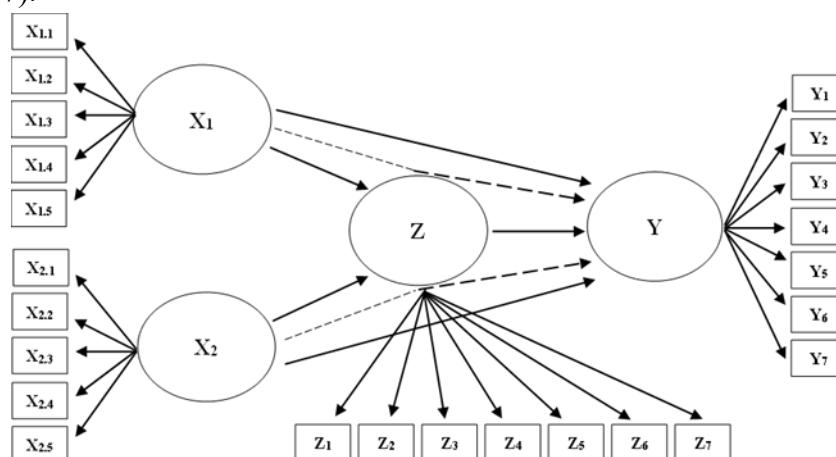 X1.1
X1.2
X1.3
X1.4
X1.5
X1
X2.1
X2.2
X2.3
X2.4
X2.5
X2
Z
Y
Y1
Y2
Y3
Y4
Y5
Y6
Y7
Z1 Z2 Z3 Z4 Z5 Z6 Z7